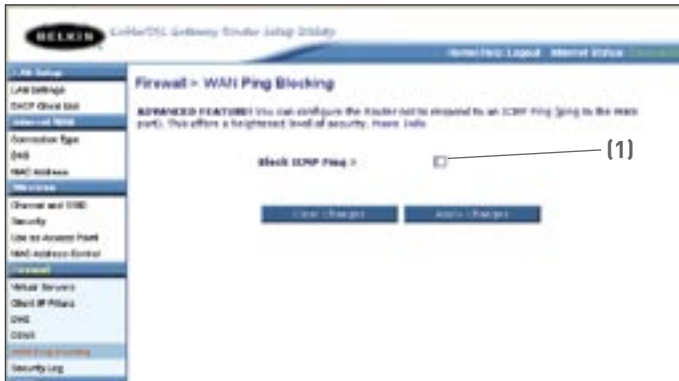 BELKIN Cable/DSL Gateway Router Setup Utility
Home | Help | Logout Internet Status:
LAN Setup
LAN Settings
DHCP Client List
Internet WAN
Connection Type
DNS
MAC Address
Wireless
Channel and SSID
Security
Use as Access Point
MAC Address Control
Firewall
Virtual Servers
Client IP Filters
DMZ
DDNS
WAN Ping Blocking
Security Log
Firewall > WAN Ping Blocking
ADVANCED FEATURE! You can configure the Router not to respond to an ICMP Ping (ping to the WAN
port). This offers a heightened level of security. More Info
Block ICMP Ping >
(1)
Clear Changes Apply Changes